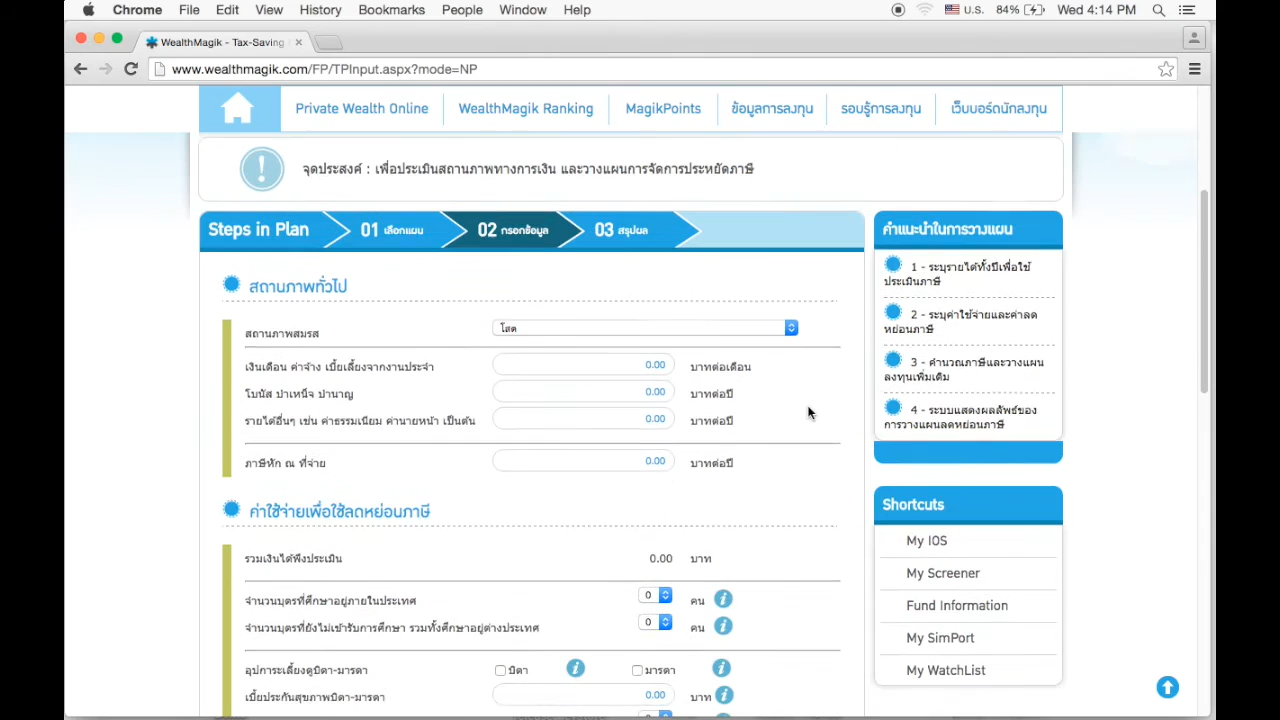 Chrome File Edit View History Bookmarks People Window Help U.S. 84% Wed 4:14 PM
WealthMagik - Tax-Saving
www.wealthmagik.com/FP/TPInput.aspx?mode=NP
Private Wealth Online WealthMagik Ranking MagikPoints ข้อมูลการลงทุน รอบรู้การลงทุน เว็บบอร์ดนักลงทุน
จุดประสงค์ : เพื่อประเมินสถานภาพทางการเงิน และวางแผนการจัดการประหยัดภาษี
Steps in Plan 01 เลือกแผน 02 กรอกข้อมูล 03 สรุปผล
สถานภาพทั่วไป
สถานภาพสมรส โสด
เงินเดือน ค่าจ้าง เบี้ยเลี้ยงจากงานประจำ 0.00 บาทต่อเดือน
โบนัส บำเหน็จ บำนาญ 0.00 บาทต่อปี
รายได้อื่นๆ เช่น ค่าธรรมเนียม ค่านายหน้า เป็นต้น 0.00 บาทต่อปี
ภาษีหัก ณ ที่จ่าย 0.00 บาทต่อปี
ค่าใช้จ่ายเพื่อใช้ลดหย่อนภาษี
รวมเงินได้พึงประเมิน 0.00 บาท
จำนวนบุตรที่ศึกษาอยู่ภายในประเทศ 0 คน
จำนวนบุตรที่ยังไม่เข้ารับการศึกษา รวมทั้งศึกษาอยู่ต่างประเทศ 0 คน
อุปการะเลี้ยงดูบิดา-มารดา บิดา มารดา
เบี้ยประกันสุขภาพบิดา-มารดา 0.00 บาท
คำแนะนำในการวางแผน
1 - ระบุรายได้ทั้งปีเพื่อใช้
ประเมินภาษี
2 - ระบุค่าใช้จ่ายและค่าลด
หย่อนภาษี
3 - คำนวณภาษีและวางแผน
ลงทุนเพิ่มเติม
4 - ระบบแสดงผลลัพธ์ของ
การวางแผนลดหย่อนภาษี
Shortcuts
My IOS
My Screener
Fund Information
My SimPort
My WatchList